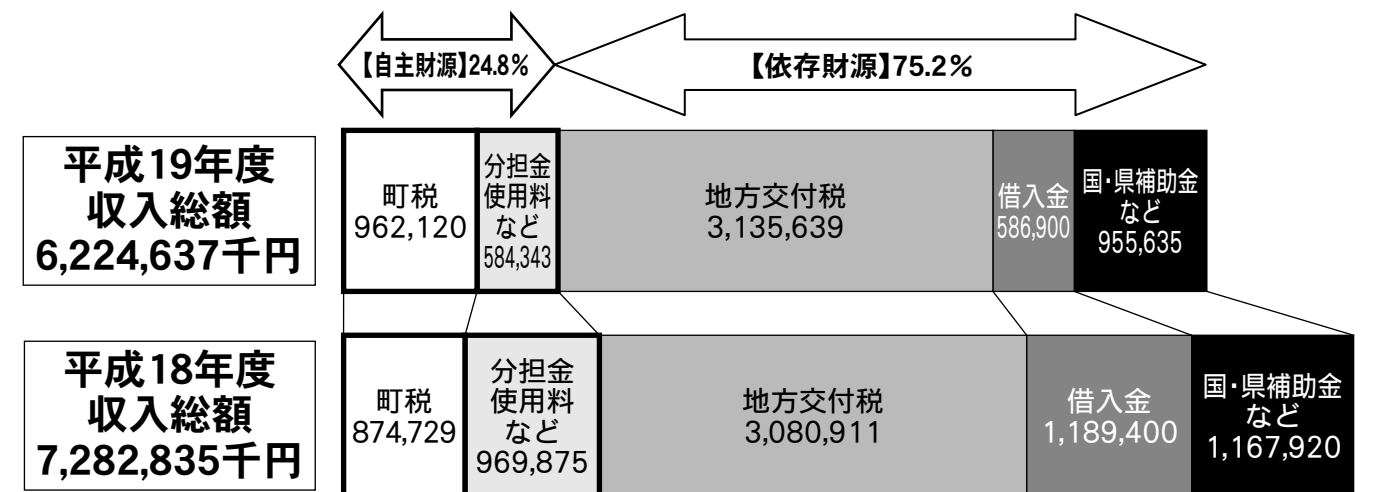 【自主財源】24.8%
【依存財源】75.2%
平成19年度
収入総額
6,224,637千円
町税
962,120
分担金
使用料
など
584,343
地方交付税
3,135,639
借入金
586,900
国・県補助金
など
955,635
平成18年度
収入総額
7,282,835千円
町税
874,729
分担金
使用料
など
969,875
地方交付税
3,080,911
借入金
1,189,400
国・県補助金
など
1,167,920